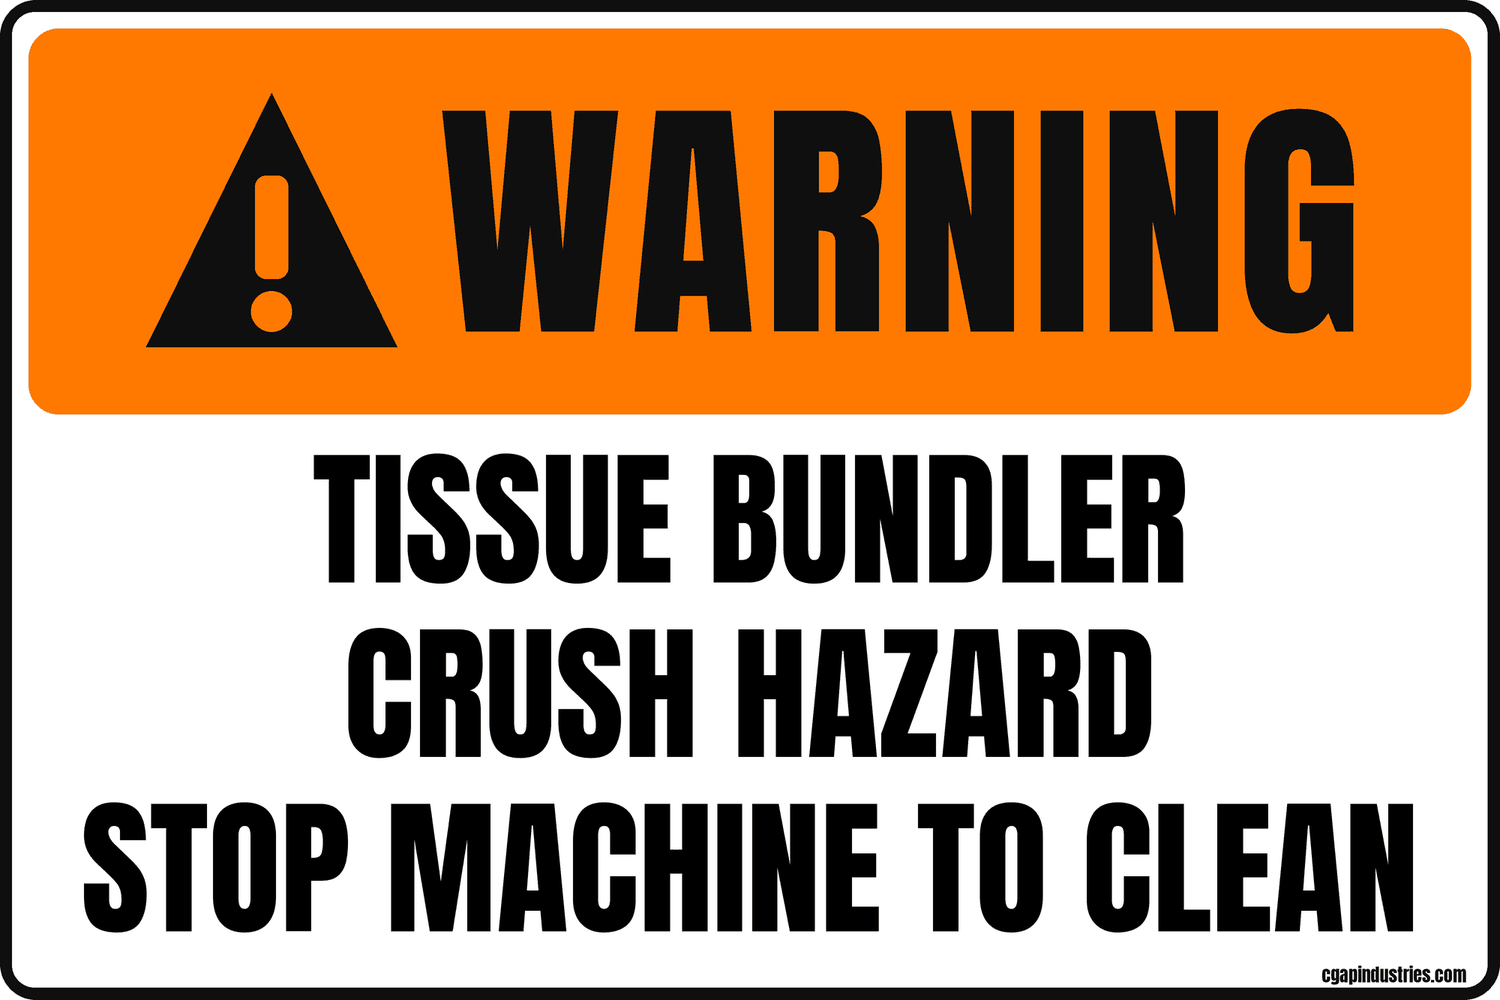 WARNING
TISSUE BUNDLER
CRUSH HAZARD
STOP MACHINE TO CLEAN
cgapindustries.com